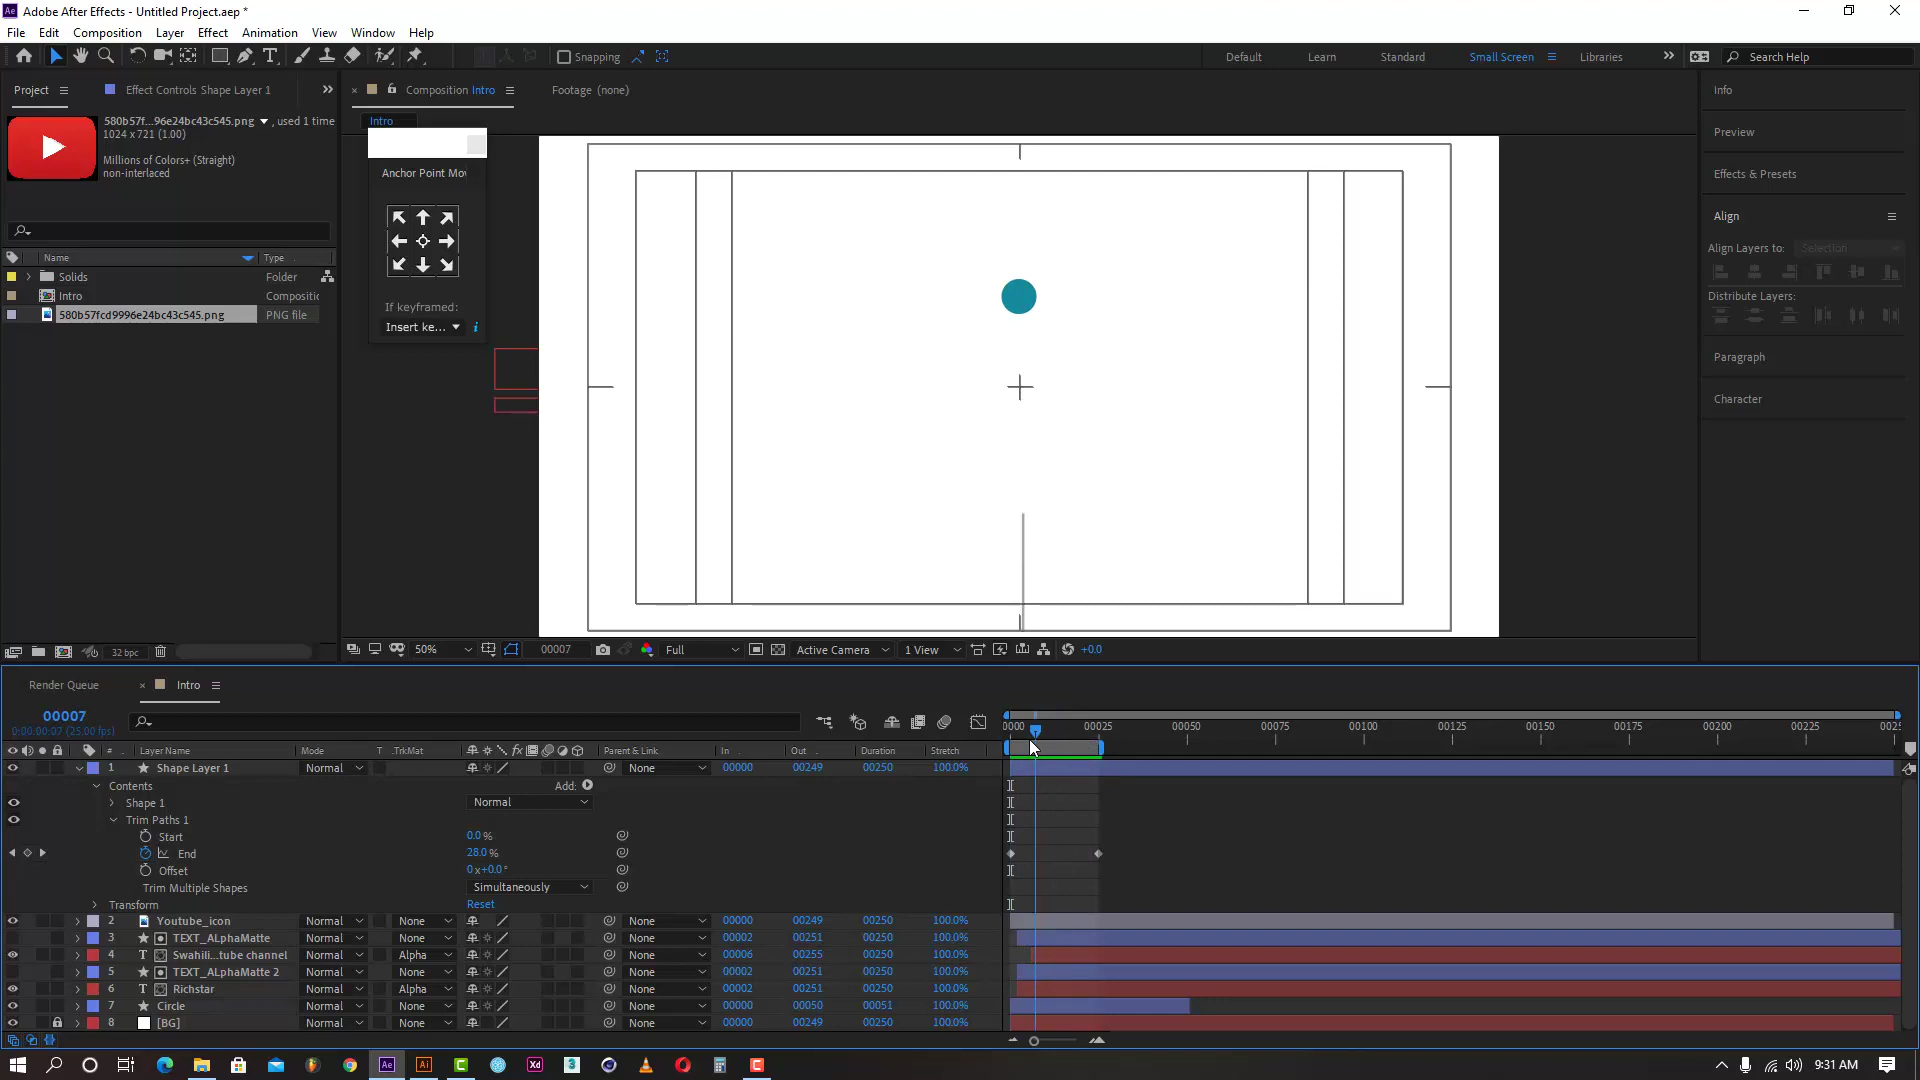 Adobe After Effects - Untitled Project.aep *
File Edit Composition Layer Effect Animation View Window Help
Snapping
Default Learn Standard Small Screen Libraries Search Help
Project Effect Controls Shape Layer 1
Composition Intro Footage (none)
Intro
580b57f...96e24bc43c545.png , used 1 time
1024 x 721 (1.00)
Millions of Colors+ (Straight)
non-interlaced
Name Type
Solids Folder
Intro Compositic
580b57fcd9996e24bc43c545.png PNG file
32 bpc
Anchor Point Mo
If keyframed:
Insert ke...
50% 00007 Full Active Camera 1 View +0.0
Info
Preview
Effects & Presets
Align
Align Layers to: Selection
Distribute Layers:
Paragraph
Character
Render Queue Intro
00007
0:00:00:07 (25.00 fps)
0000 00025 00050 00075 00100 00125 00150 00175 00200 00225 0025
# Layer Name Mode T .TrkMat Parent & Link In Out Duration Stretch
1 Shape Layer 1 Normal None 00000 00249 00250 100.0%
Contents Add:
Shape 1 Normal
Trim Paths 1
Start 0.0 %
End 28.0 %
Offset 0 x+0.0 °
Trim Multiple Shapes Simultaneously
Transform Reset
2 Youtube_icon Normal None None 00000 00249 00250 100.0%
3 TEXT_ALphaMatte Normal None None 00002 00251 00250 100.0%
4 Swahili...tube channel Normal Alpha None 00006 00255 00250 100.0%
5 TEXT_ALphaMatte 2 Normal None None 00002 00251 00250 100.0%
6 Richstar Normal Alpha None 00002 00251 00250 100.0%
7 Circle Normal None None 00000 00050 00051 100.0%
8 [BG] Normal None None 00000 00249 00250 100.0%
9:31 AM